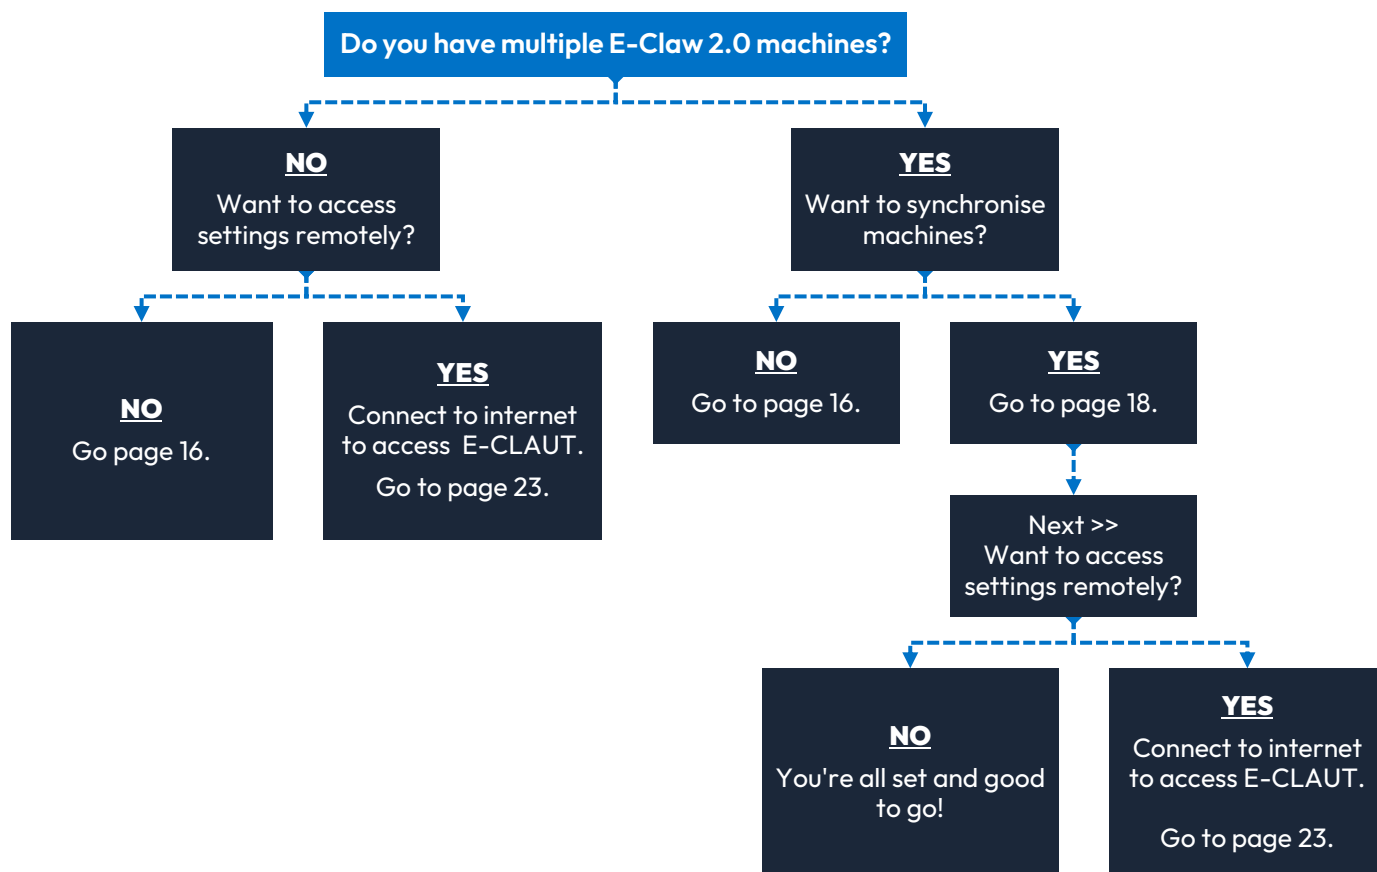 Do you have multiple E-Claw 2.0 machines?
NO
Want to access
settings remotely?
YES
Want to synchronise
machines?
NO
Go page 16.
YES
Connect to internet
to access E-CLAUT.
Go to page 23.
NO
Go to page 16.
YES
Go to page 18.
Next >>
Want to access
settings remotely?
NO
You're all set and good
to go!
YES
Connect to internet
to access E-CLAUT.
Go to page 23.